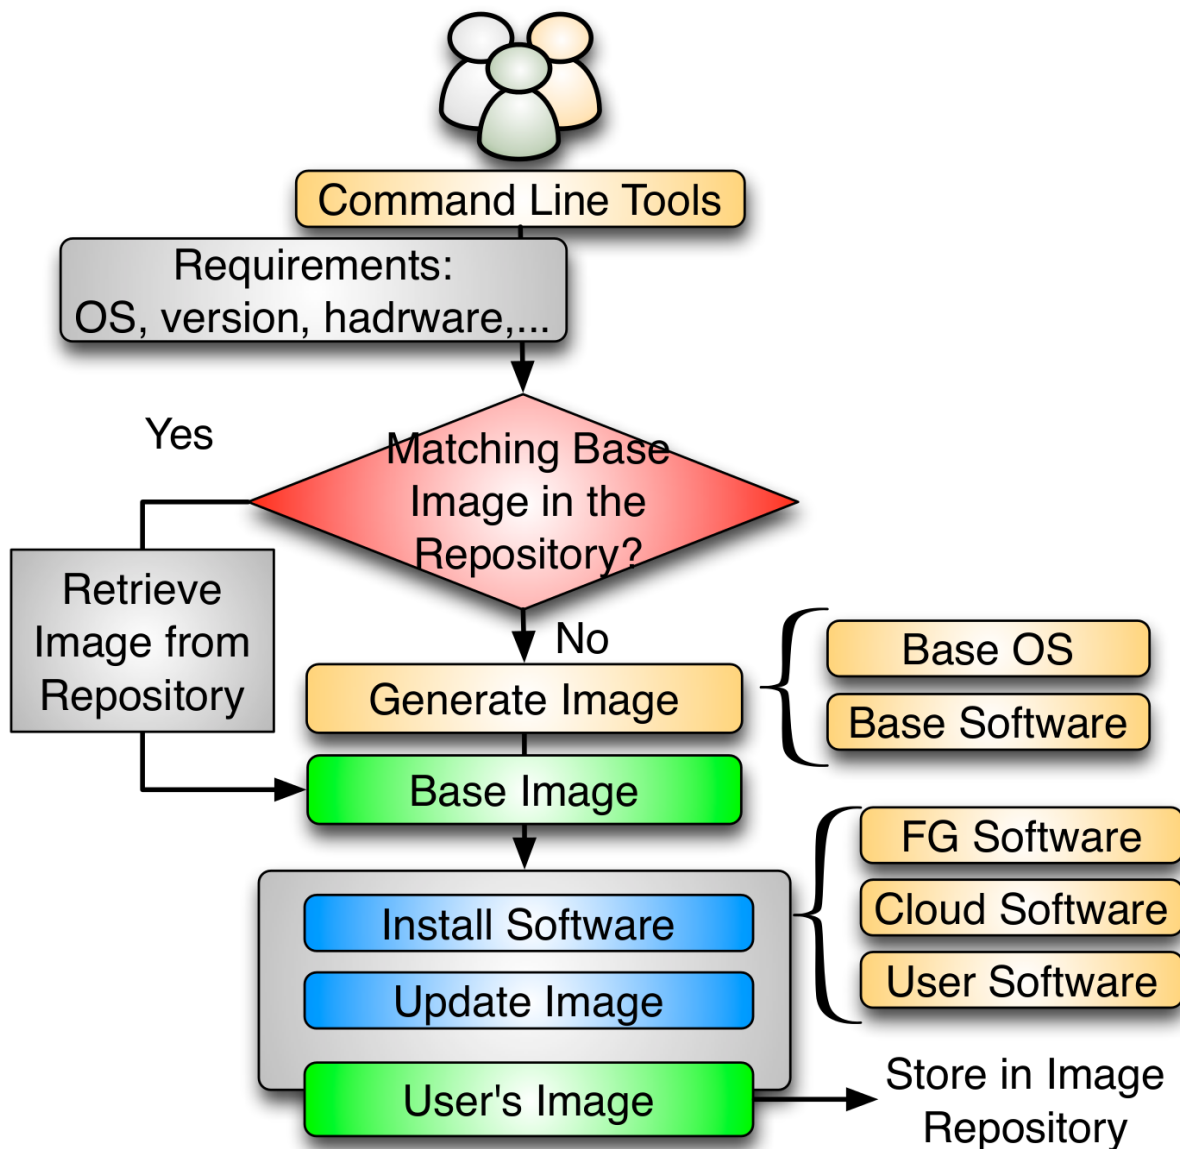 Command Line Tools
Requirements:
OS, version, hadrware,...
Yes
Matching Base
Image in the
Repository?
Retrieve
Image from
Repository
No
Generate Image
Base OS
Base Software
Base Image
FG Software
Cloud Software
User Software
Install Software
Update Image
User's Image
Store in Image
Repository